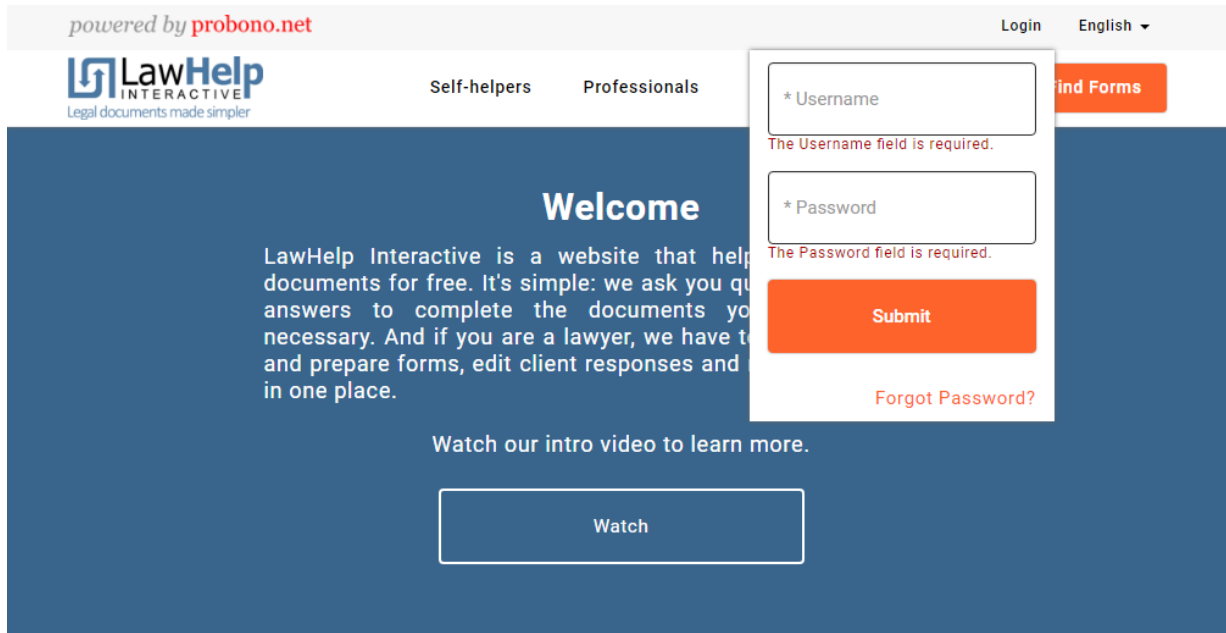 powered by probono.net
Login English
LawHelp
INTERACTIVE
Legal documents made simpler
Self-helpers Professionals
ind Forms
* Username
The Username field is required.
* Password
The Password field is required.
Submit
Forgot Password?
Welcome
LawHelp Interactive is a website that help
documents for free. It's simple: we ask you qu
answers to complete the documents yo
necessary. And if you are a lawyer, we have to
and prepare forms, edit client responses and
in one place.
Watch our intro video to learn more.
Watch